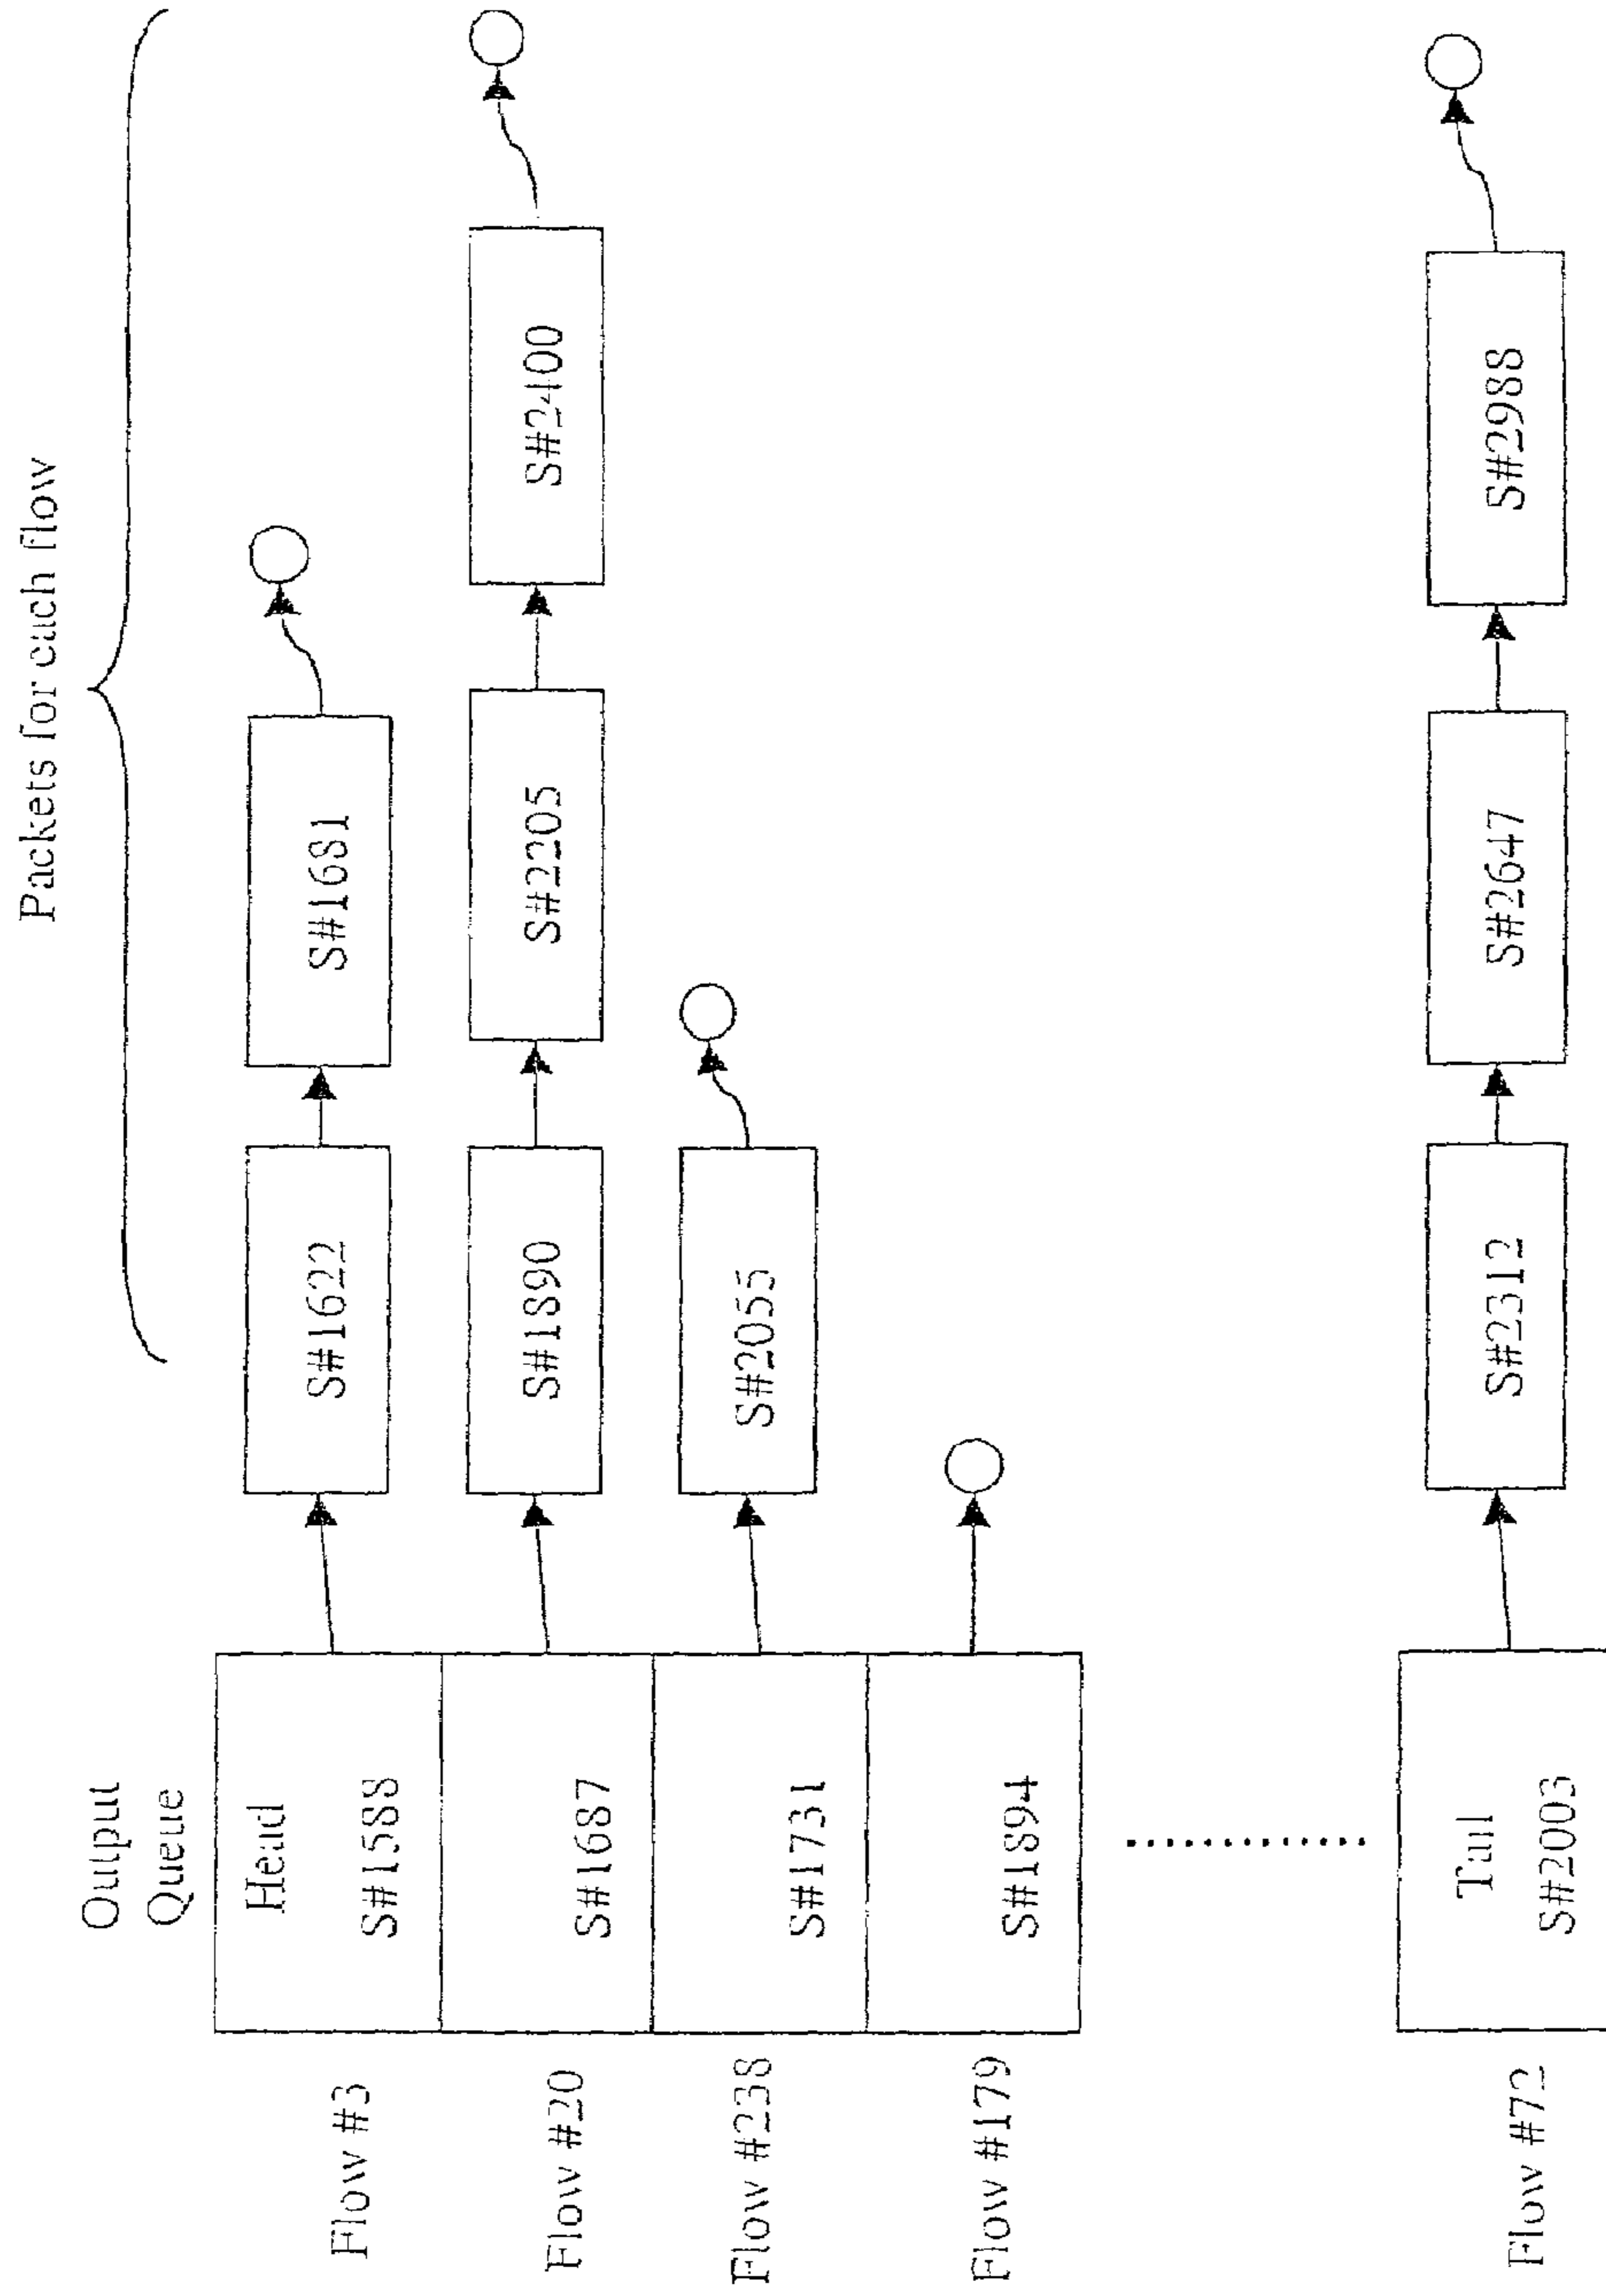 Packets for each flow
Output
Queue
Flow #3
Head
S#1588
S#1622
S#1681
Flow #20
S#1687
S#1890
S#2205
S#2400
Flow #238
S#1731
S#2055
Flow #179
S#1894
Flow #72
Tail
S#2003
S#2312
S#2647
S#2988